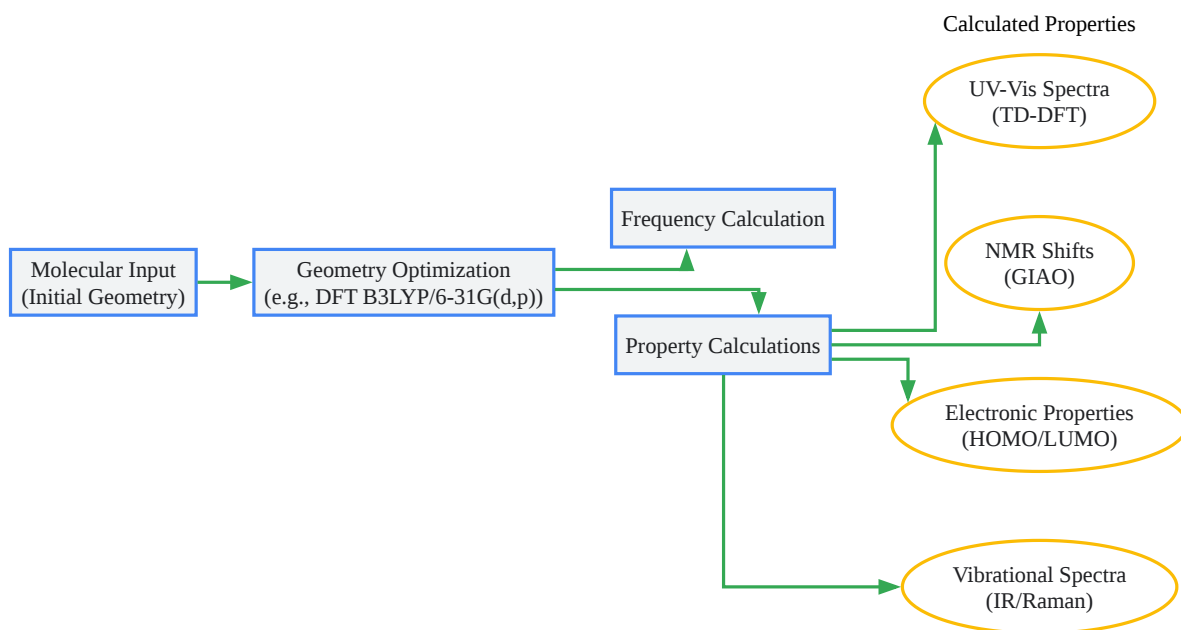 Calculated Properties
UV-Vis Spectra
(TD-DFT)
Frequency Calculation
Molecular Input
(Initial Geometry)
Geometry Optimization
(e.g., DFT B3LYP/6-31G(d,p))
NMR Shifts
(GIAO)
Property Calculations
Electronic Properties
(HOMO/LUMO)
Vibrational Spectra
(IR/Raman)